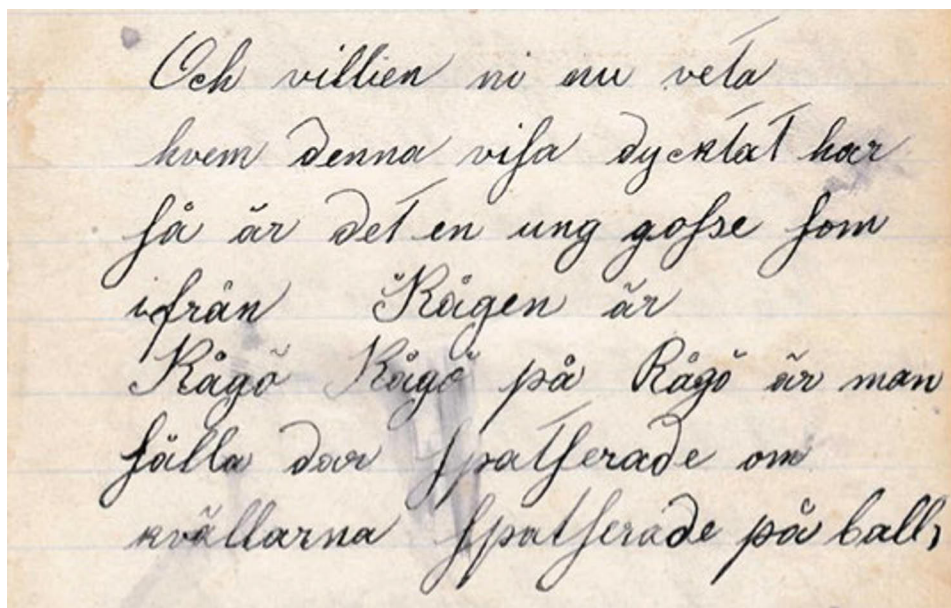 Och villien ni nu veta
hvem denna visa dycktat har
så är det en ung gosse som
ifrån Rågen är
Rågö Rågö på Rågö är man
sälla dar spatserade om
kvällarna spatserade på ball,